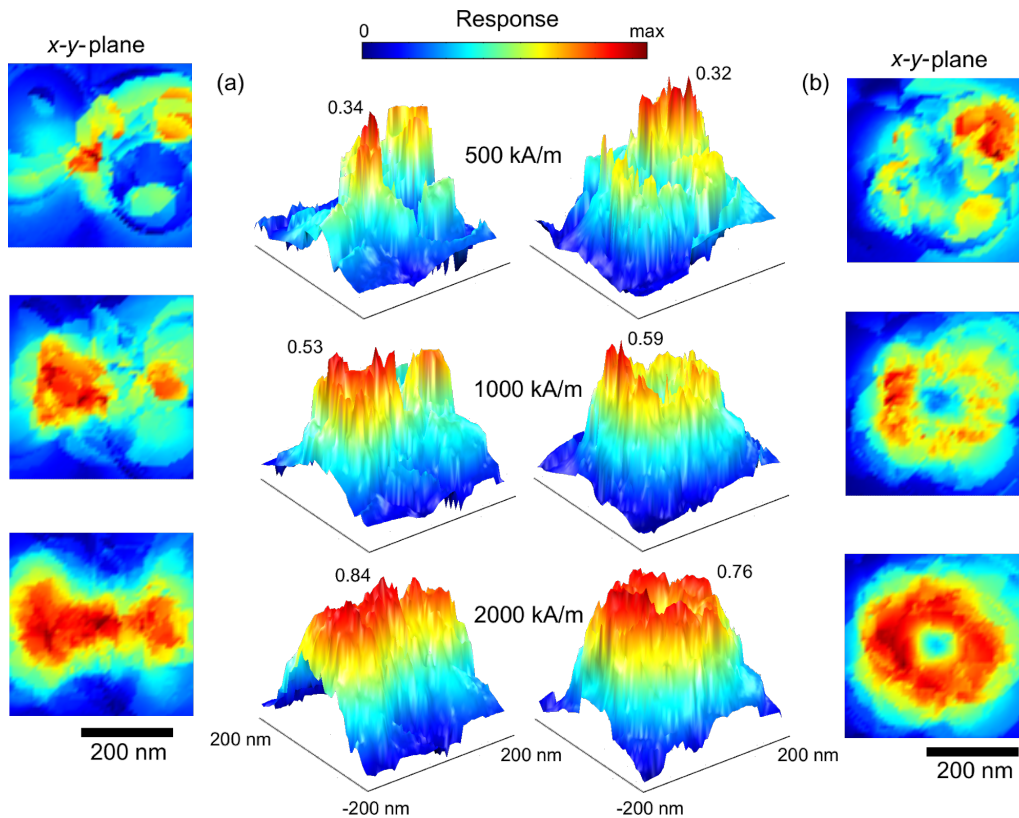 Response
0
max
x-y-plane
(a)
(b)
x-y-plane
0.34
0.32
500 kA/m
0.53
0.59
1000 kA/m
0.84
0.76
2000 kA/m
200 nm
200 nm
200 nm
200 nm
200 nm
-200 nm
-200 nm